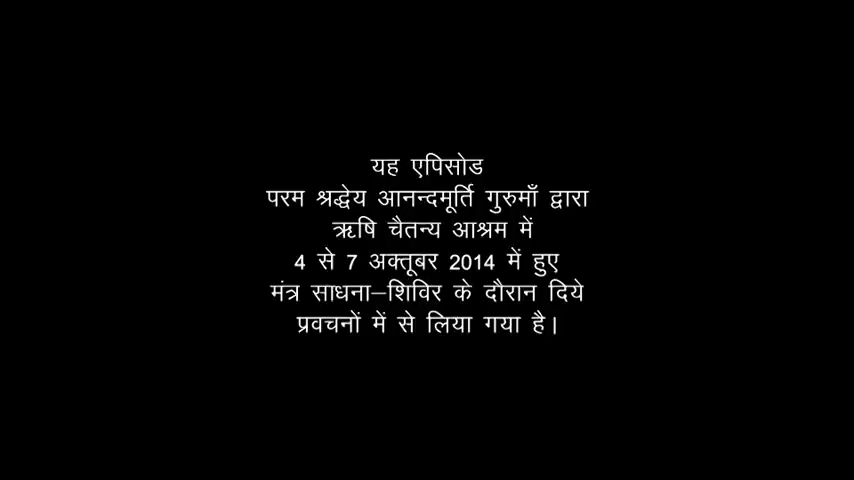 यह एपिसोड
परम श्रद्धेय आनन्दमूर्ति गुरुमाँ द्वारा
ऋषि चैतन्य आश्रम में
4 से 7 अक्तूबर 2014 में हुए
मंत्र साधना–शिविर के दौरान दिये
प्रवचनों में से लिया गया है।